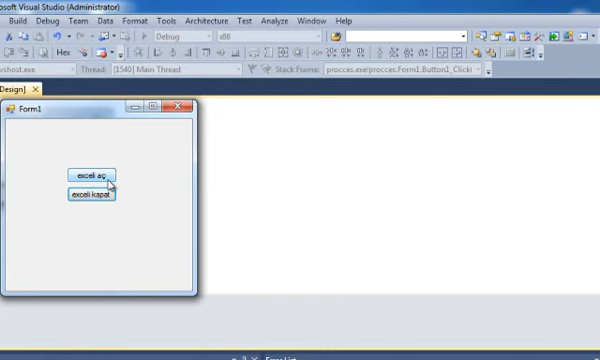 osoft Visual Studio (Administrator)
Build Debug Team Data Format Tools Architecture Test Analyze Window Help
Debug x86
Hex
vshost.exe Thread: [1540] Main Thread Stack Frame: procces.exe!procces.Form1.Button1_Clicki
Design]
Form1
exceli aç
exceli kapat
Error List